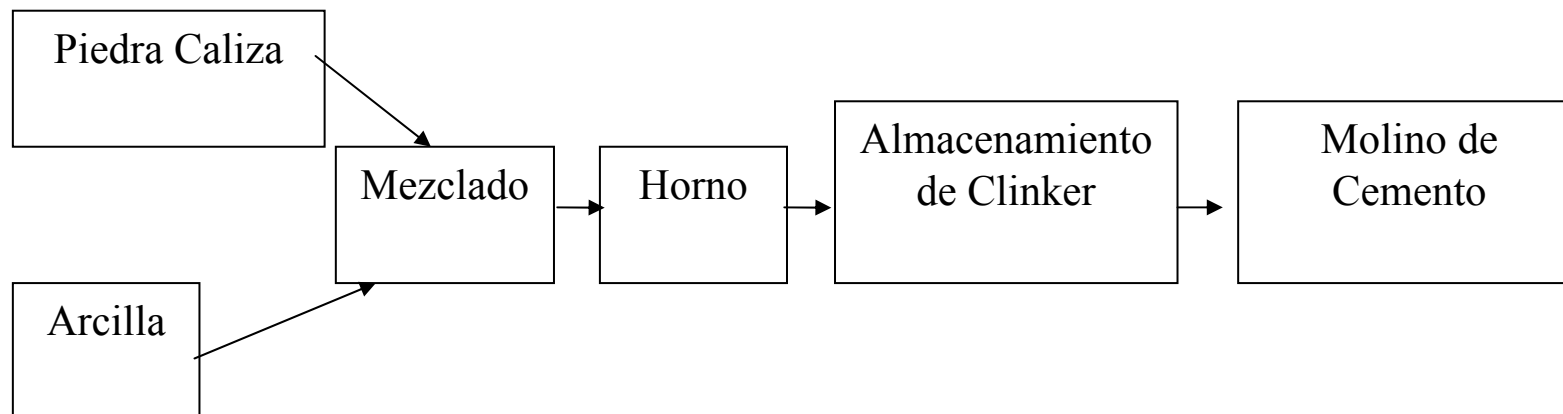 Piedra Caliza
Arcilla
Mezclado
Horno
Almacenamiento
de Clinker
Molino de
Cemento